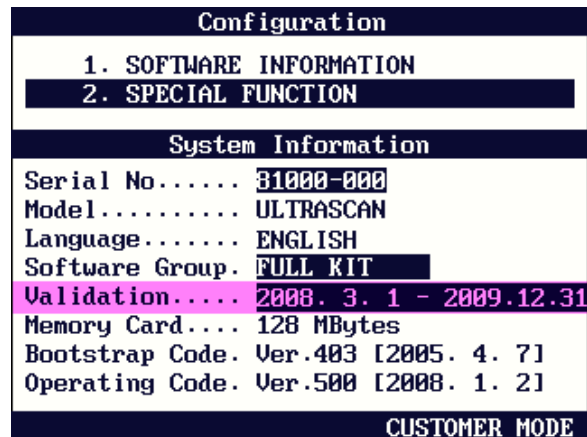 Configuration
1. SOFTWARE INFORMATION
2. SPECIAL FUNCTION
System Information
Serial No...... 81000-000
Model.......... ULTRASCAN
Language....... ENGLISH
Software Group. FULL KIT
Validation..... 2008. 3. 1 - 2009.12.31
Memory Card.... 128 MBytes
Bootstrap Code. Ver.403 [2005. 4. 7]
Operating Code. Ver.500 [2008. 1. 2]
CUSTOMER MODE